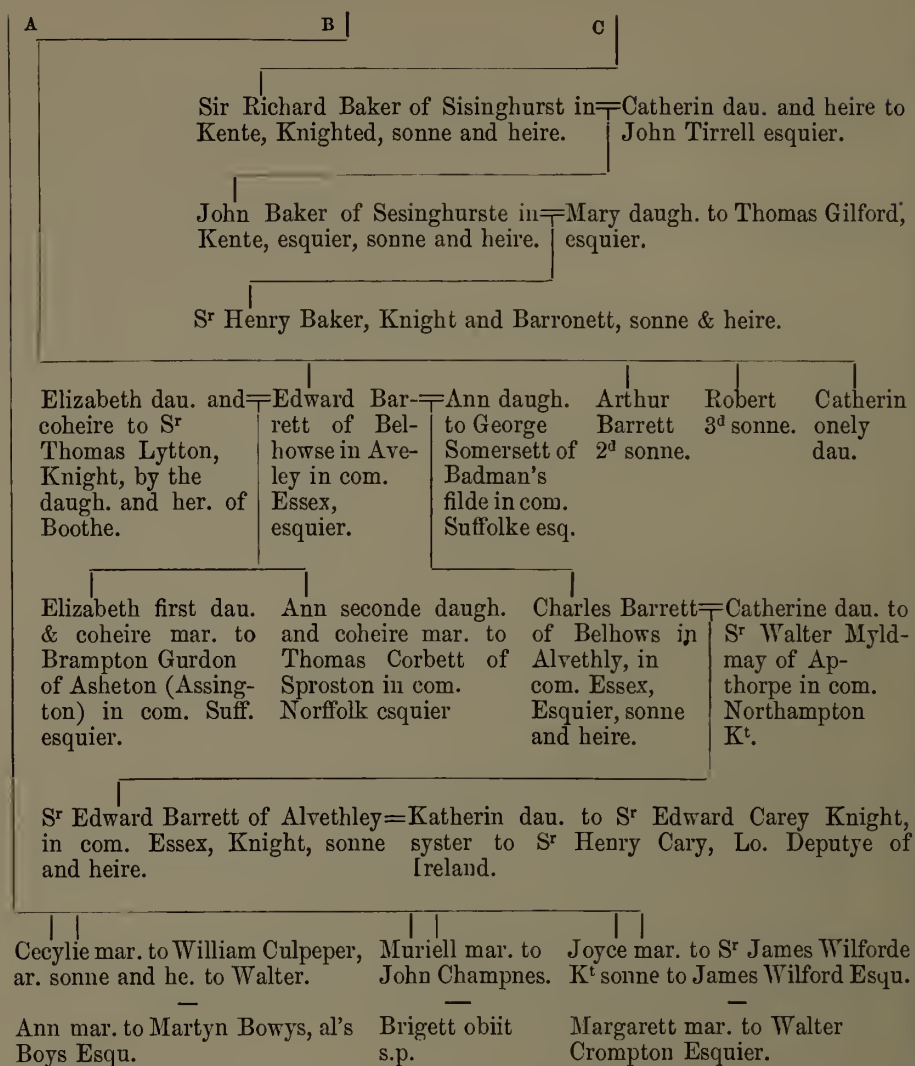 A B C
Sir Richard Baker of Sisinghurst in=Catherin dau. and heire to
Kente, Knighted, sonne and heire. John Tirrell esquier.
John Baker of Sesinghurste in=Mary daugh. to Thomas Gilford,
Kente, esquier, sonne and heire. esquier.
Sʳ Henry Baker, Knight and Barronett, sonne & heire.
Elizabeth dau. and=
coheire to Sʳ
Thomas Lytton,
Knight, by the
daugh. and her. of
Boothe.
Edward Bar-=
rett of Bel-
howse in Ave-
ley in com.
Essex,
esquier.
Ann daugh.
to George
Somersett of
Badman's
filde in com.
Suffolke esq.
Arthur
Barrett
2ᵈ sonne.
Robert
3ᵈ sonne.
Catherin
onely
dau.
Elizabeth first dau.
& coheire mar. to
Brampton Gurdon
of Asheton (Assing-
ton) in com. Suff.
esquier.
Ann seconde daugh.
and coheire mar. to
Thomas Corbett of
Sproston in com.
Norffolk esquier
Charles Barrett=
of Belhows in
Alvethly, in
com. Essex,
Esquier, sonne
and heire.
Catherine dau. to
Sʳ Walter Myld-
may of Ap-
thorpe in com.
Northampton
Kᵗ.
Sʳ Edward Barrett of Alvethley=Katherin dau. to Sʳ Edward Carey Knight,
in com. Essex, Knight, sonne syster to Sʳ Henry Cary, Lo. Deputye of
and heire. Ireland.
Cecylie mar. to William Culpeper,
ar. sonne and he. to Walter.
Muriell mar. to
John Champnes.
Joyce mar. to Sʳ James Wilforde
Kᵗ sonne to James Wilford Esqu.
Ann mar. to Martyn Bowys, al's
Boys Esqu.
Brigett obiit
s.p.
Margarett mar. to Walter
Crompton Esquier.